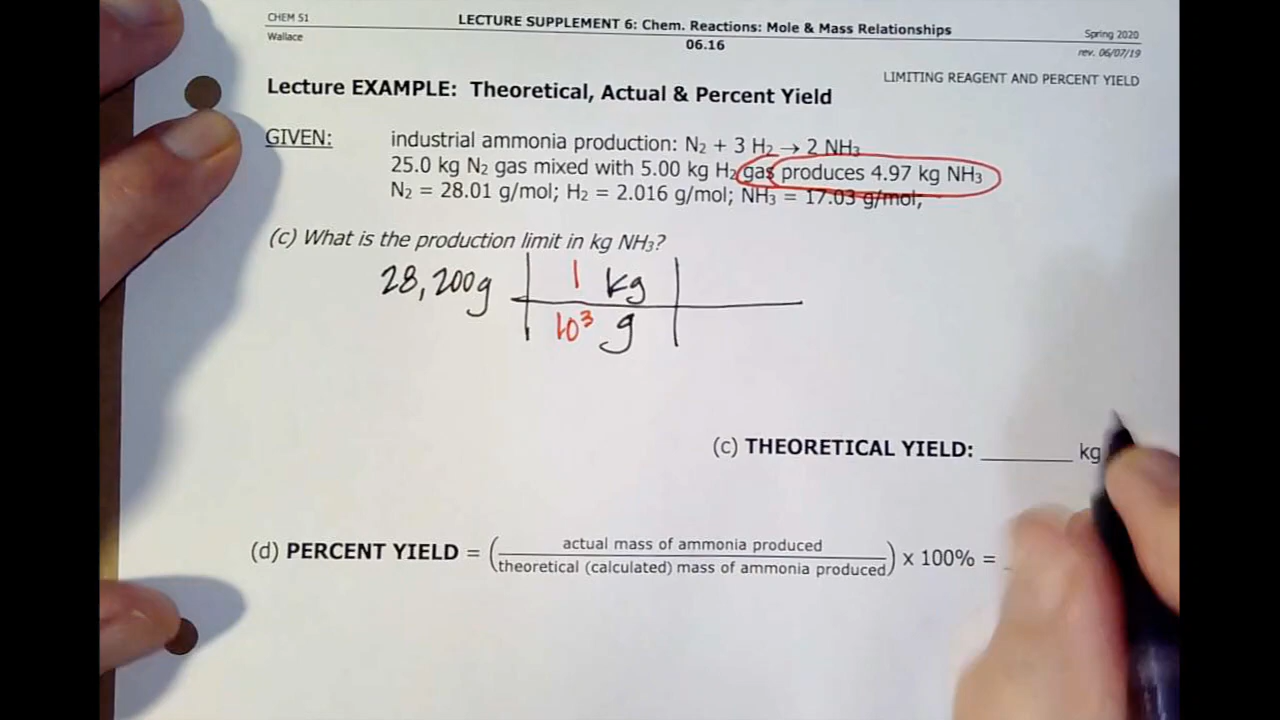 CHEM 51
LECTURE SUPPLEMENT 6: Chem. Reactions: Mole & Mass Relationships
Spring 2020
Wallace
06.16
rev. 06/07/19
LIMITING REAGENT AND PERCENT YIELD
Lecture EXAMPLE: Theoretical, Actual & Percent Yield
GIVEN: industrial ammonia production: N₂ + 3 H₂ → 2 NH₃
25.0 kg N₂ gas mixed with 5.00 kg H₂ gas produces 4.97 kg NH₃
N₂ = 28.01 g/mol; H₂ = 2.016 g/mol; NH₃ = 17.03 g/mol;
(c) What is the production limit in kg NH₃?
28,200g 1 kg
10³ g
(c) THEORETICAL YIELD: ________ kg
actual mass of ammonia produced
(d) PERCENT YIELD = ( ) x 100% =
theoretical (calculated) mass of ammonia produced